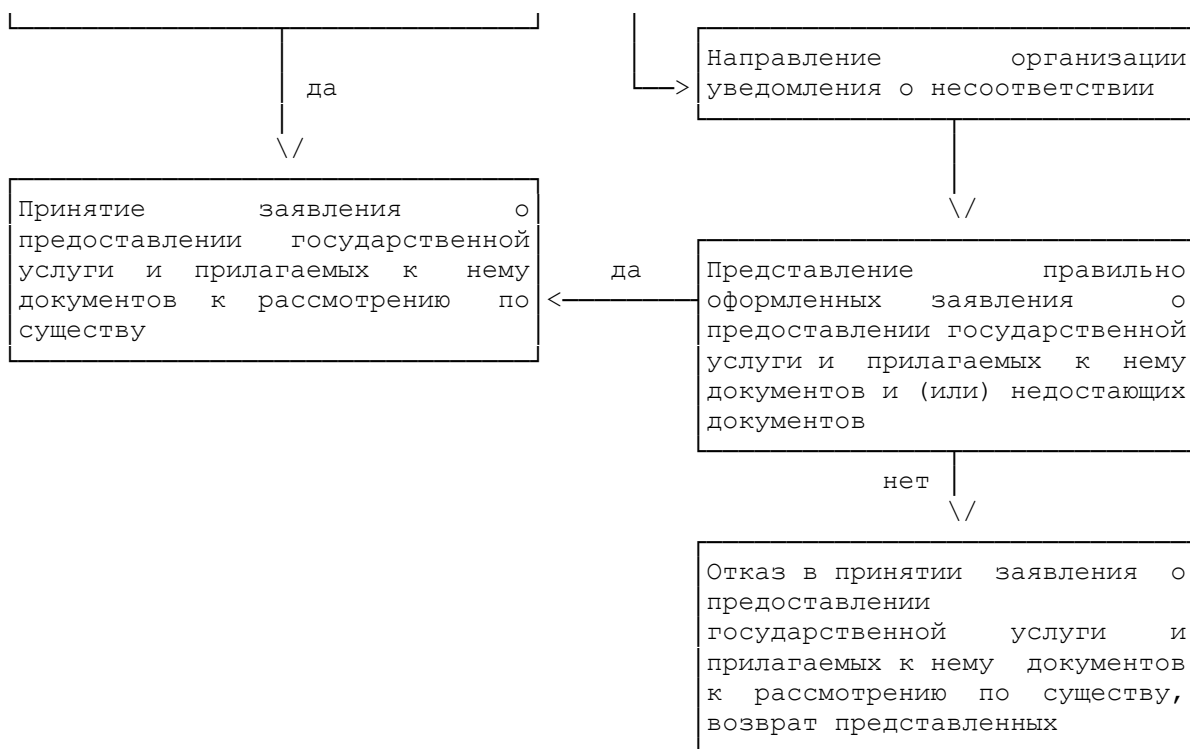 Направление организации
уведомления о несоответствии
да
Принятие заявления о
предоставлении государственной
услуги и прилагаемых к нему
документов к рассмотрению по
существу
да
Представление правильно
оформленных заявления о
предоставлении государственной
услуги и прилагаемых к нему
документов и (или) недостающих
документов
нет
Отказ в принятии заявления о
предоставлении
государственной услуги и
прилагаемых к нему документов
к рассмотрению по существу,
возврат представленных